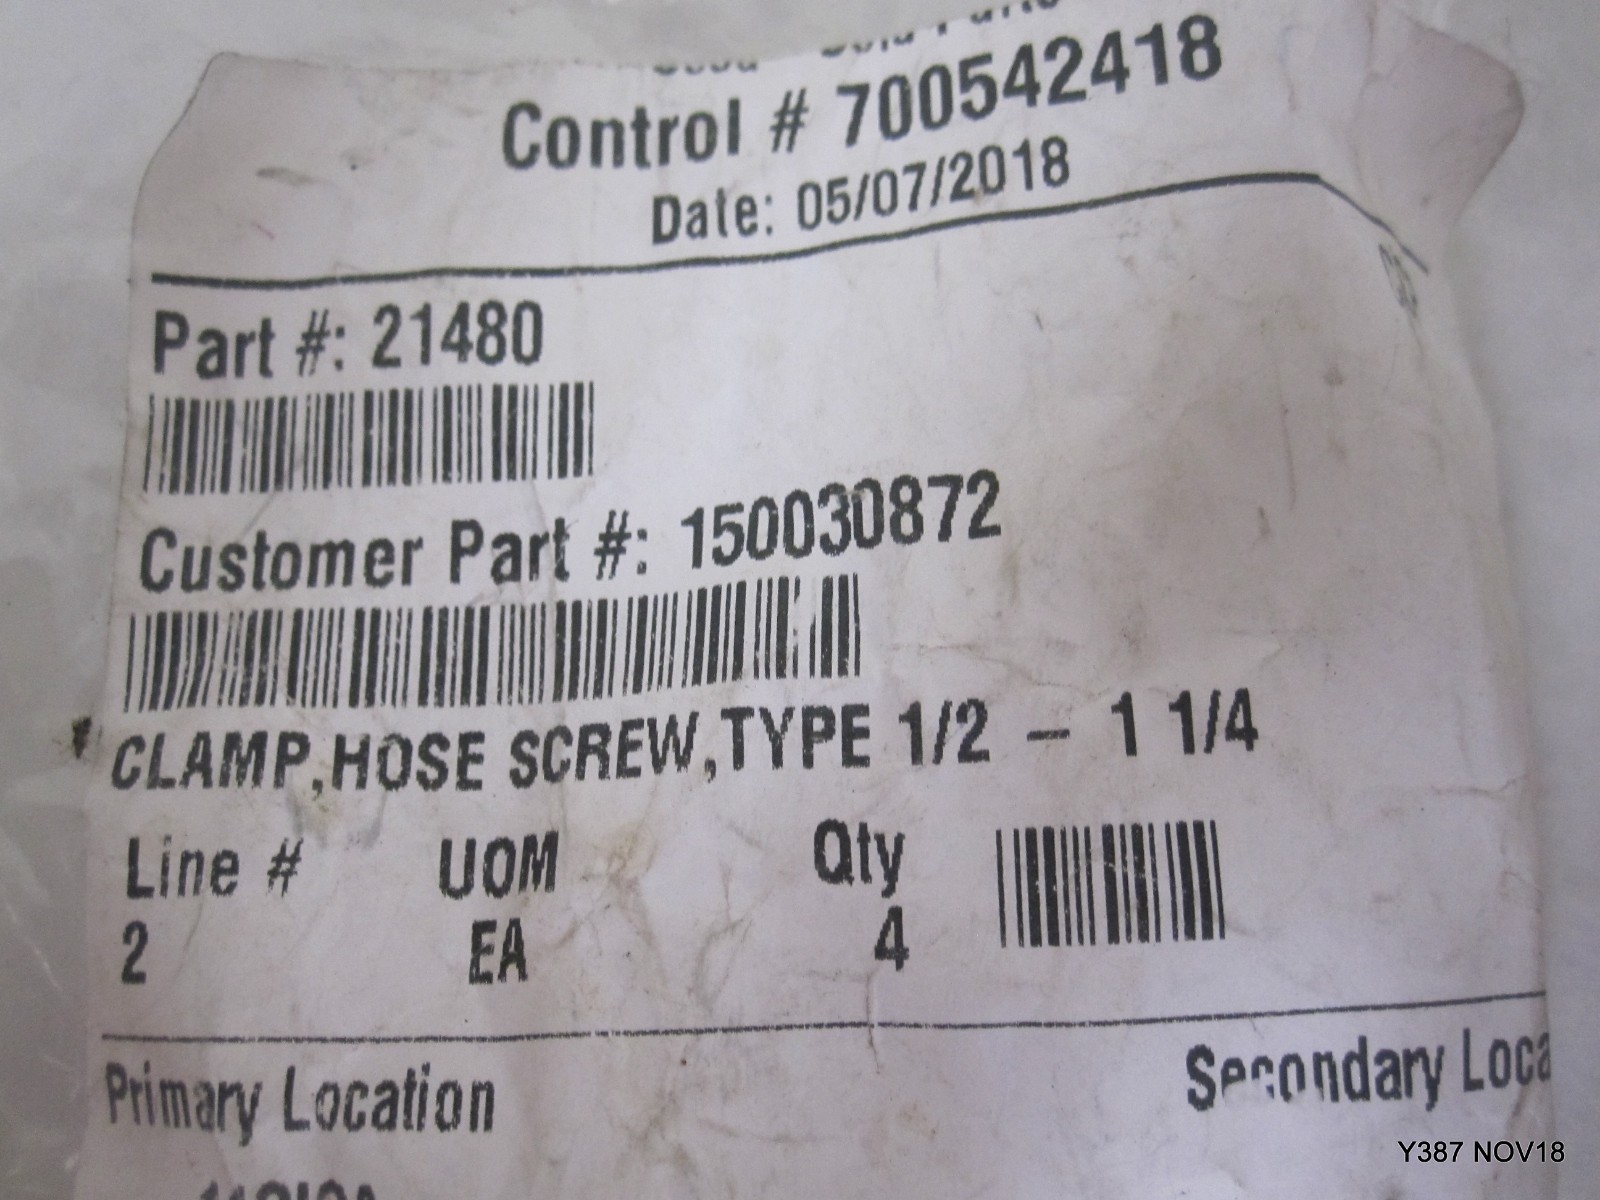 Control # 700542418
Date: 05/07/2018
Part #: 21480
Customer Part #: 150030872
CLAMP,HOSE SCREW,TYPE 1/2 – 1 1/4
Line # UOM Qty
2 EA 4
Primary Location Secondary Loca
Y387 NOV18